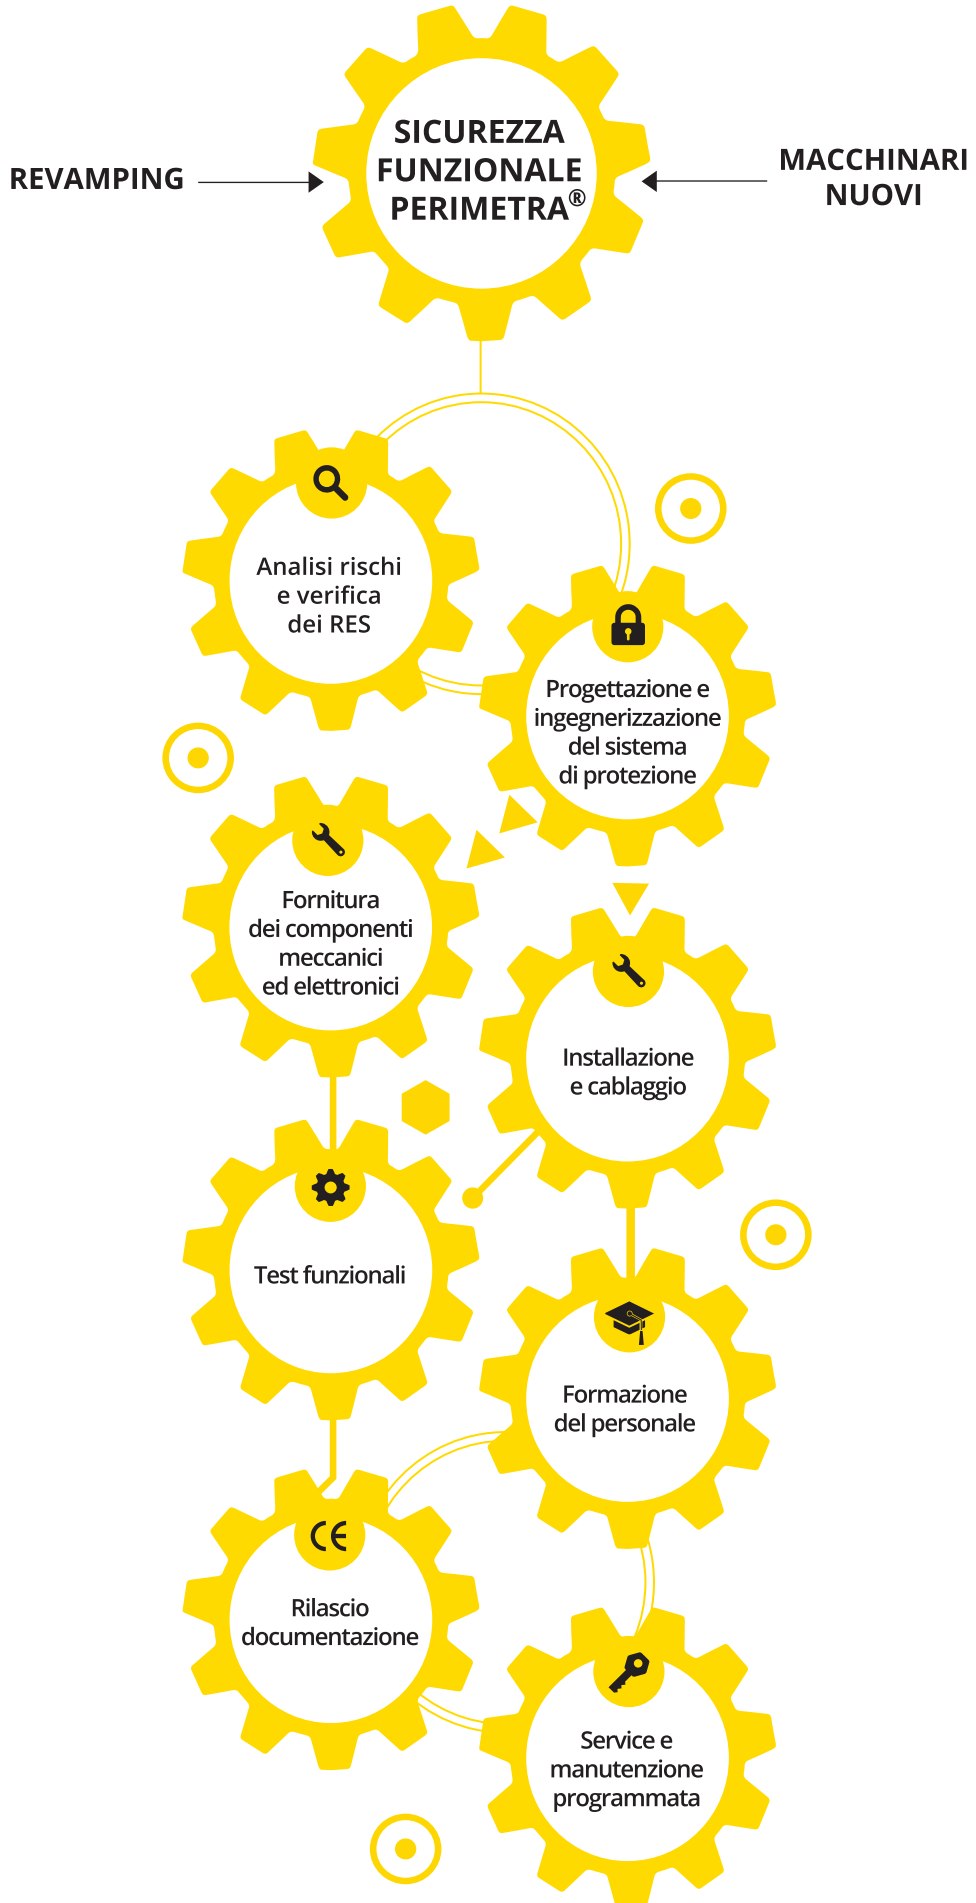 REVAMPING
SICUREZZA
FUNZIONALE
PERIMETRA®
MACCHINARI
NUOVI
Analisi rischi
e verifica
dei RES
Progettazione e
ingegnerizzazione
del sistema
di protezione
Fornitura
dei componenti
meccanici
ed elettronici
Installazione
e cablaggio
Test funzionali
Formazione
del personale
CE
Rilascio
documentazione
Service e
manutenzione
programmata